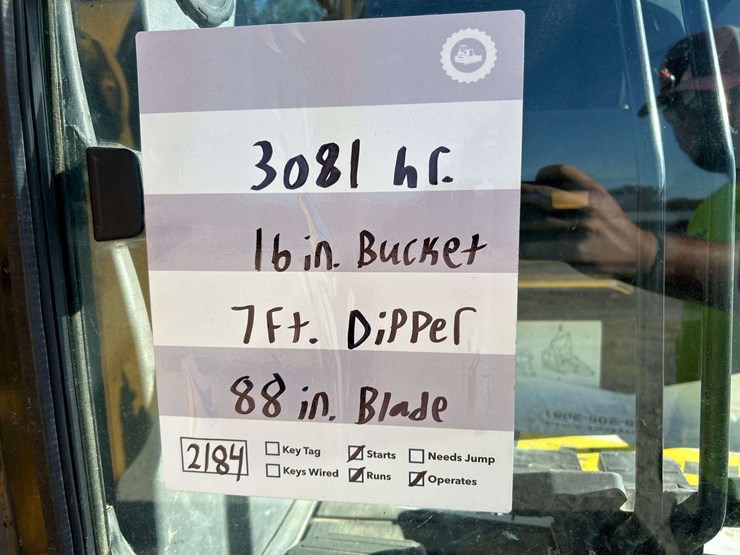 3081 hr.
16 in. Bucket
7 Ft. Dipper
88 in. Blade
2184
Key Tag
Starts
Needs Jump
Keys Wired
Runs
Operates